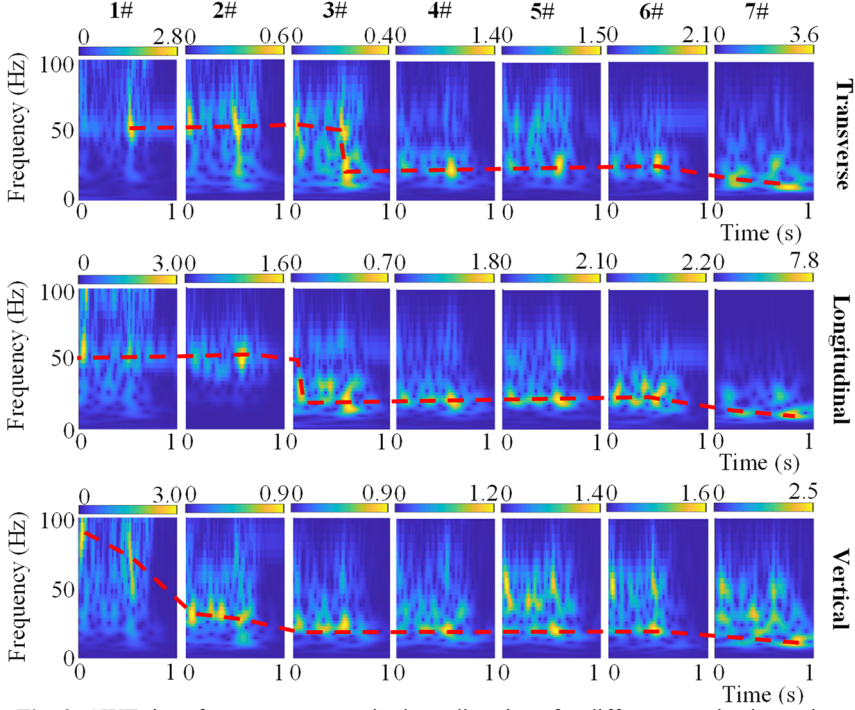 1# 2# 3# 4# 5# 6# 7#
0 2.8 0 0.6 0 0.4 0 1.4 0 1.5 0 2.1 0 3.6
Frequency (Hz)
100
50
0
0 1 0 1 0 1 0 1 0 1 0 1 0 1
Time (s)
Transverse
0 3.0 0 1.6 0 0.7 0 1.8 0 2.1 0 2.2 0 7.8
Frequency (Hz)
100
50
0
0 1 0 1 0 1 0 1 0 1 0 1 0 1
Time (s)
Longitudinal
0 3.0 0 0.9 0 0.9 0 1.2 0 1.4 0 1.6 0 2.5
Frequency (Hz)
100
50
0
0 1 0 1 0 1 0 1 0 1 0 1 0 1
Time (s)
Vertical